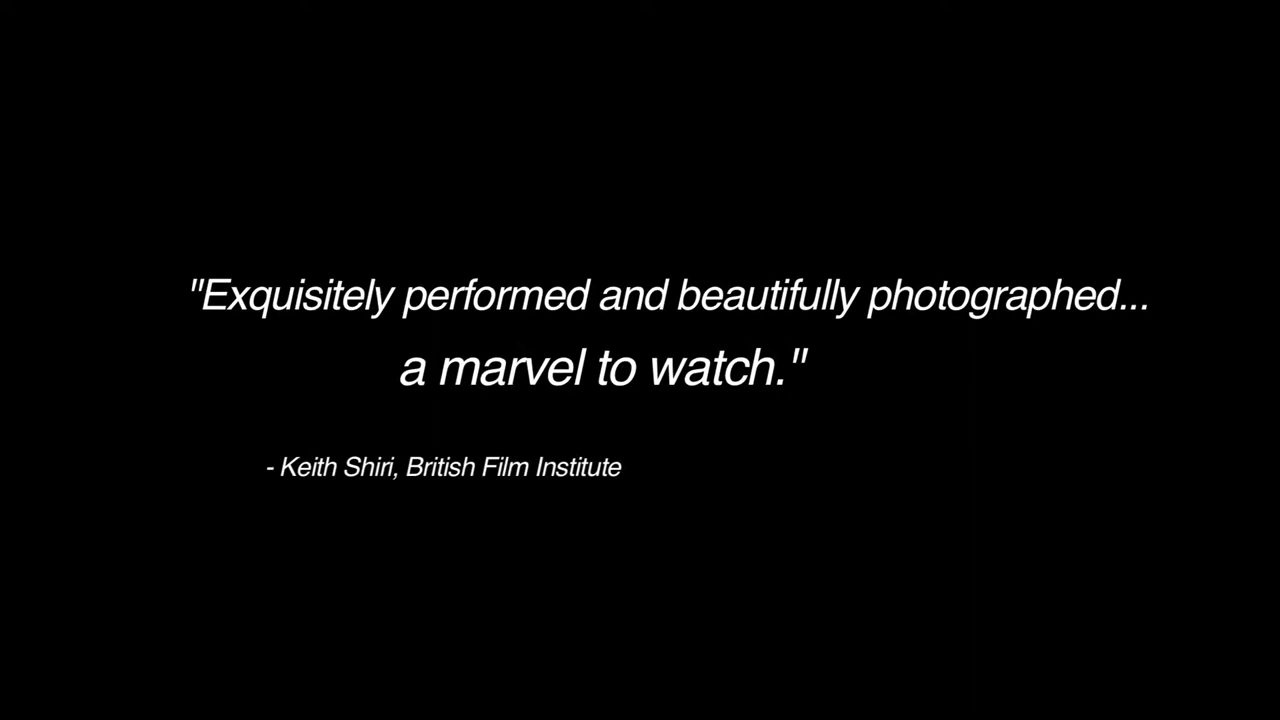 "Exquisitely performed and beautifully photographed...
a marvel to watch."
- Keith Shiri, British Film Institute